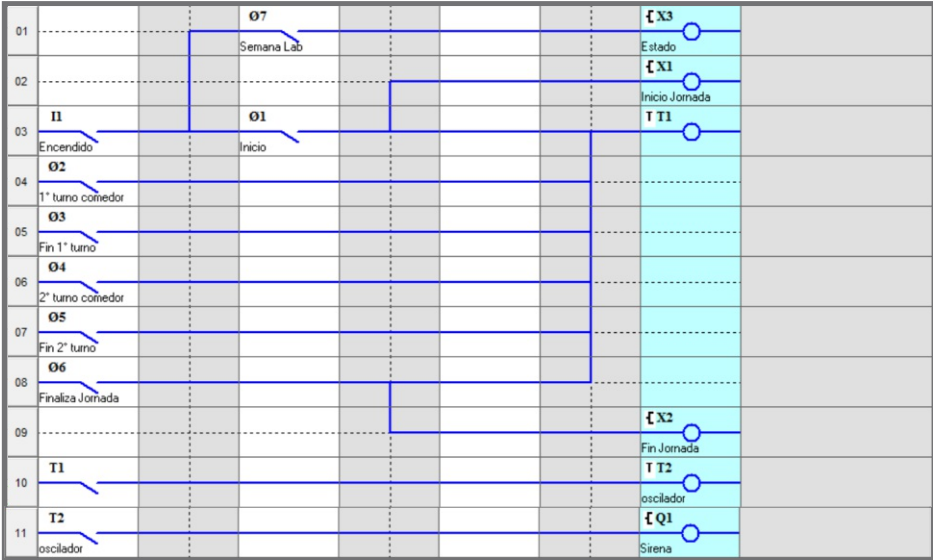 Ø7 {X3
01
Semana Lab Estado
{X1
02
Inicio Jornada
I1 Ø1 T T1
03
Encendido Inicio
Ø2
04
1° turno comedor
Ø3
05
Fin 1° turno
Ø4
06
2° turno comedor
Ø5
07
Fin 2° turno
Ø6
08
Finaliza Jornada
{X2
09
Fin Jornada
T1 T T2
10
oscilador
T2 {Q1
11
oscilador Sirena